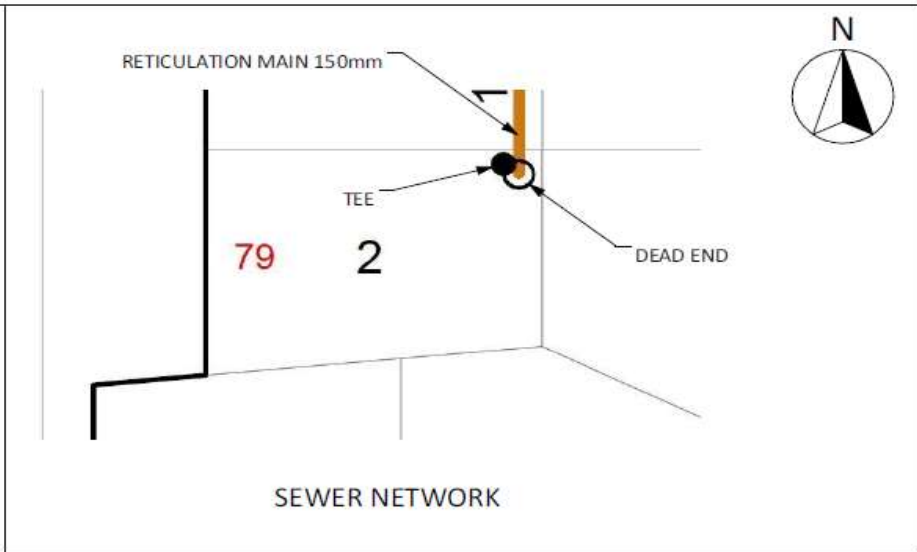 N
RETICULATION MAIN 150mm
1
TEE
79 2
DEAD END
SEWER NETWORK